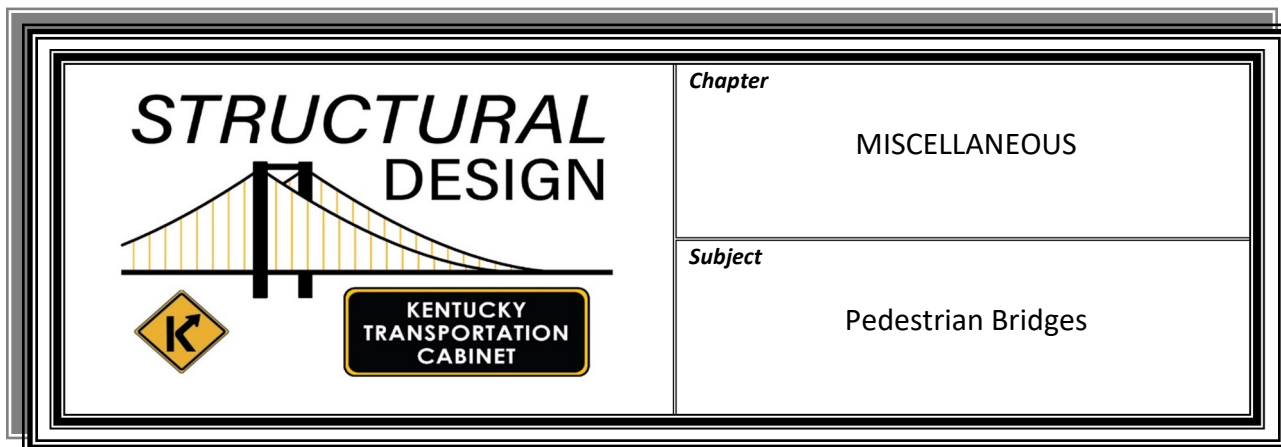 STRUCTURAL
DESIGN
KENTUCKY
TRANSPORTATION
CABINET
Chapter
MISCELLANEOUS
Subject
Pedestrian Bridges